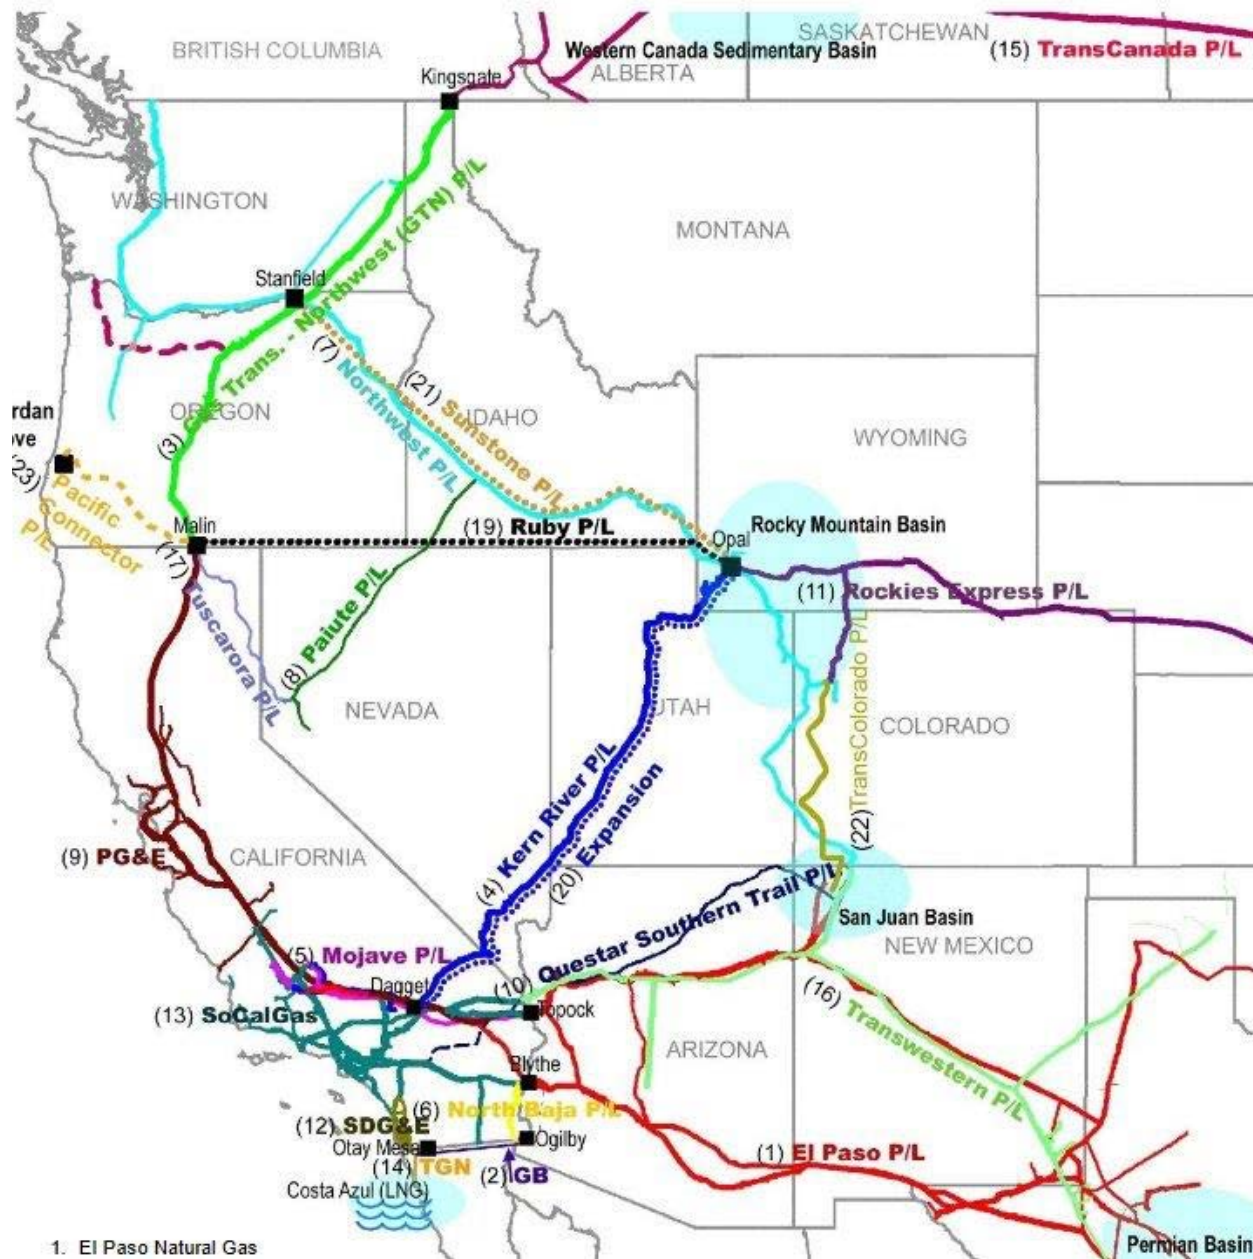 BRITISH COLUMBIA
Western Canada Sedimentary Basin
SASKATCHEWAN
(15) TransCanada P/L
ALBERTA
Kingsgate
WASHINGTON
MONTANA
Stanfield
(3) Gas Trans. - Northwest (GTN) P/L
(7) Northwest P/L
(21) Sunstone P/L
OREGON
IDAHO
WYOMING
rdan
ove
(23)
Pacific
Connector
P/L
Malin
(19) Ruby P/L
Opal
Rocky Mountain Basin
(17) Tuscarora P/L
(8) Paiute P/L
(11) Rockies Express P/L
NEVADA
UTAH
COLORADO
(22)TransColorado P/L
(4) Kern River P/L
(20) Expansion
(9) PG&E
CALIFORNIA
(10) Questar Southern Trail P/L
San Juan Basin
NEW MEXICO
(5) Mojave P/L
Dagget
(13) SoCalGas
Topock
(16) Transwestern P/L
ARIZONA
Blythe
(6) North Baja P/L
(12) SDG&E
Otay Mesa
Ogilby
(14) TGN
(2) GB
(1) El Paso P/L
Costa Azul (LNG)
Permian Basin
1. El Paso Natural Gas